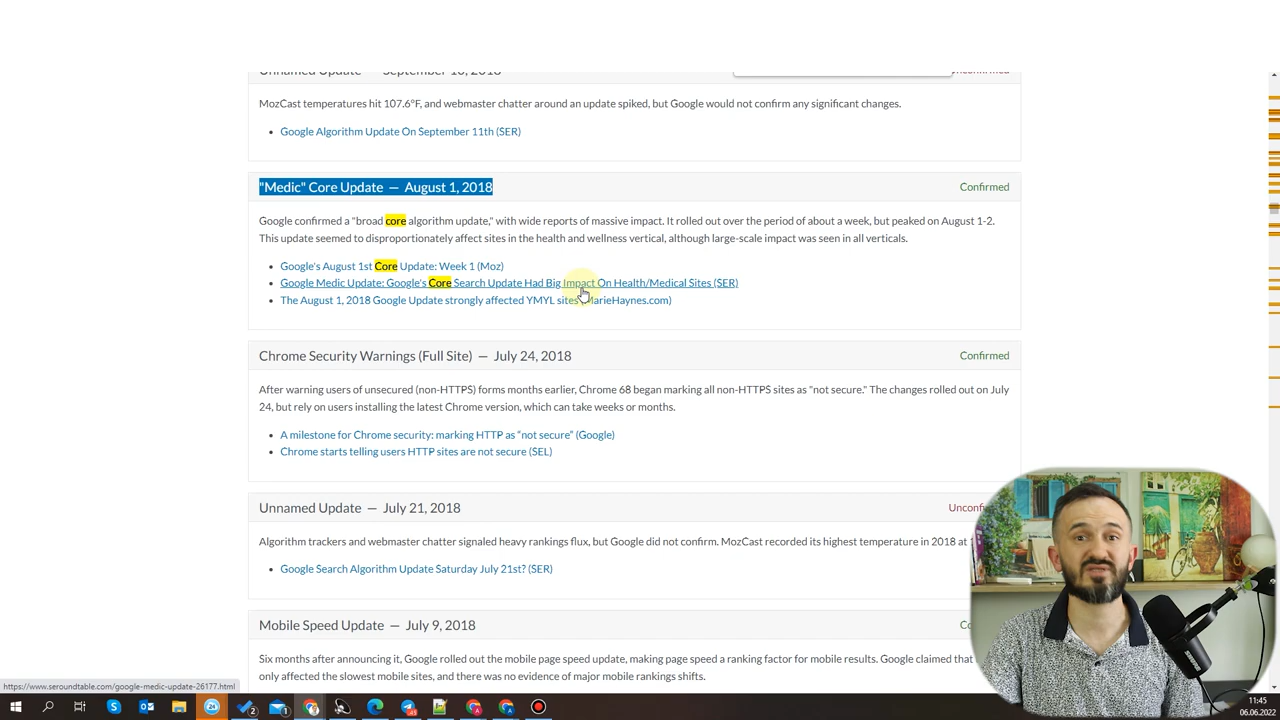 Unnamed Update — September 10, 2018
Unconfirmed
MozCast temperatures hit 107.6°F, and webmaster chatter around an update spiked, but Google would not confirm any significant changes.
Google Algorithm Update On September 11th (SER)
"Medic" Core Update — August 1, 2018
Confirmed
Google confirmed a "broad core algorithm update," with wide reports of massive impact. It rolled out over the period of about a week, but peaked on August 1-2.
This update seemed to disproportionately affect sites in the health and wellness vertical, although large-scale impact was seen in all verticals.
Google's August 1st Core Update: Week 1 (Moz)
Google Medic Update: Google's Core Search Update Had Big Impact On Health/Medical Sites (SER)
The August 1, 2018 Google Update strongly affected YMYL sites (MarieHaynes.com)
Chrome Security Warnings (Full Site) — July 24, 2018
Confirmed
After warning users of unsecured (non-HTTPS) forms months earlier, Chrome 68 began marking all non-HTTPS sites as "not secure." The changes rolled out on July
24, but rely on users installing the latest Chrome version, which can take weeks or months.
A milestone for Chrome security: marking HTTP as “not secure” (Google)
Chrome starts telling users HTTP sites are not secure (SEL)
Unnamed Update — July 21, 2018
Unconf
Algorithm trackers and webmaster chatter signaled heavy rankings flux, but Google did not confirm. MozCast recorded its highest temperature in 2018 at 1
Google Search Algorithm Update Saturday July 21st? (SER)
Mobile Speed Update — July 9, 2018
Co
Six months after announcing it, Google rolled out the mobile page speed update, making page speed a ranking factor for mobile results. Google claimed that
only affected the slowest mobile sites, and there was no evidence of major mobile rankings shifts.
https://www.seroundtable.com/google-medic-update-26177.html
24
2
1
11:45
06.06.2022